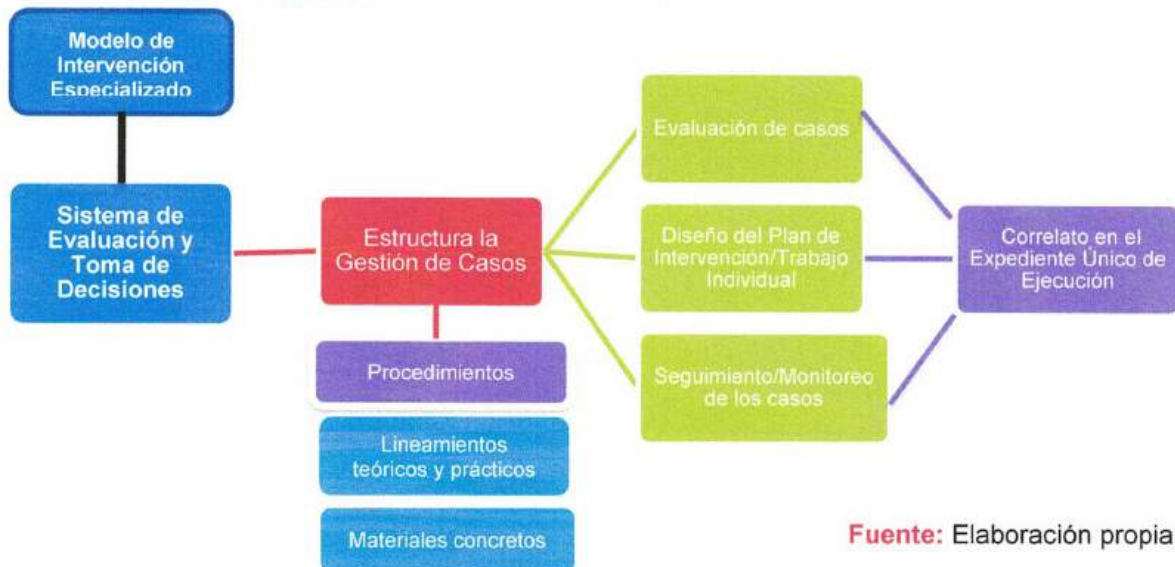 Modelo de
Intervención
Especializado
Sistema de
Evaluación y
Toma de
Decisiones
Estructura la
Gestión de Casos
Procedimientos
Lineamientos
teóricos y prácticos
Materiales concretos
Evaluación de casos
Diseño del Plan de
Intervención/Trabajo
Individual
Seguimiento/Monitoreo
de los casos
Correlato en el
Expediente Único de
Ejecución
Fuente: Elaboración propia